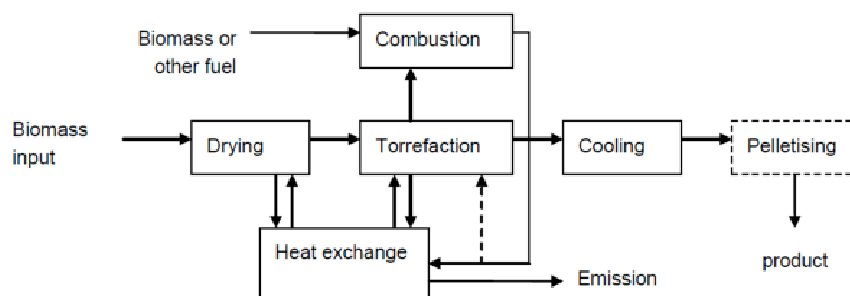 Biomass or
other fuel
Combustion
Biomass
input
Drying
Torrefaction
Cooling
Pelletising
Heat exchange
Emission
product